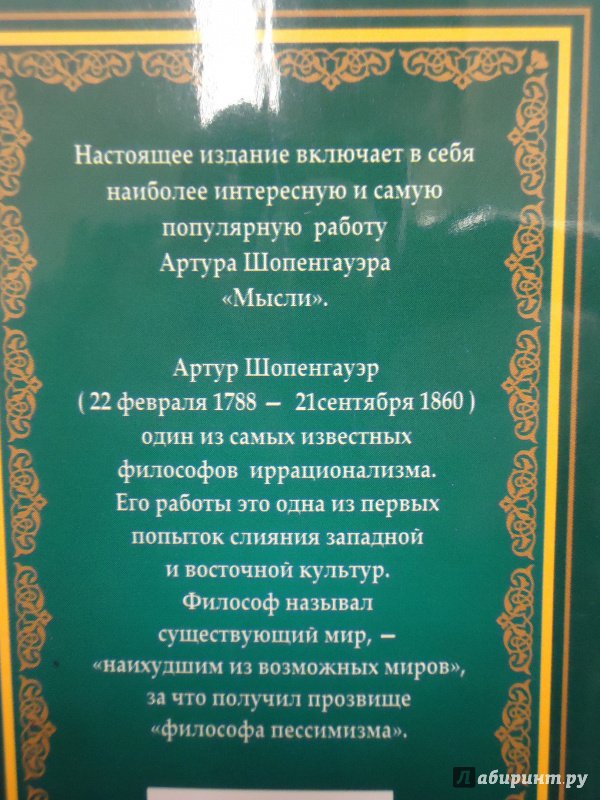 Настоящее издание включает в себя
наиболее интересную и самую
популярную работу
Артура Шопенгауэра
«Мысли».
Артур Шопенгауэр
( 22 февраля 1788 — 21сентября 1860 )
один из самых известных
философов иррационализма.
Его работы это одна из первых
попыток слияния западной
и восточной культур.
Философ называл
существующий мир, —
«наихудшим из возможных миров»,
за что получил прозвище
«философа пессимизма».
Лабиринт.ру